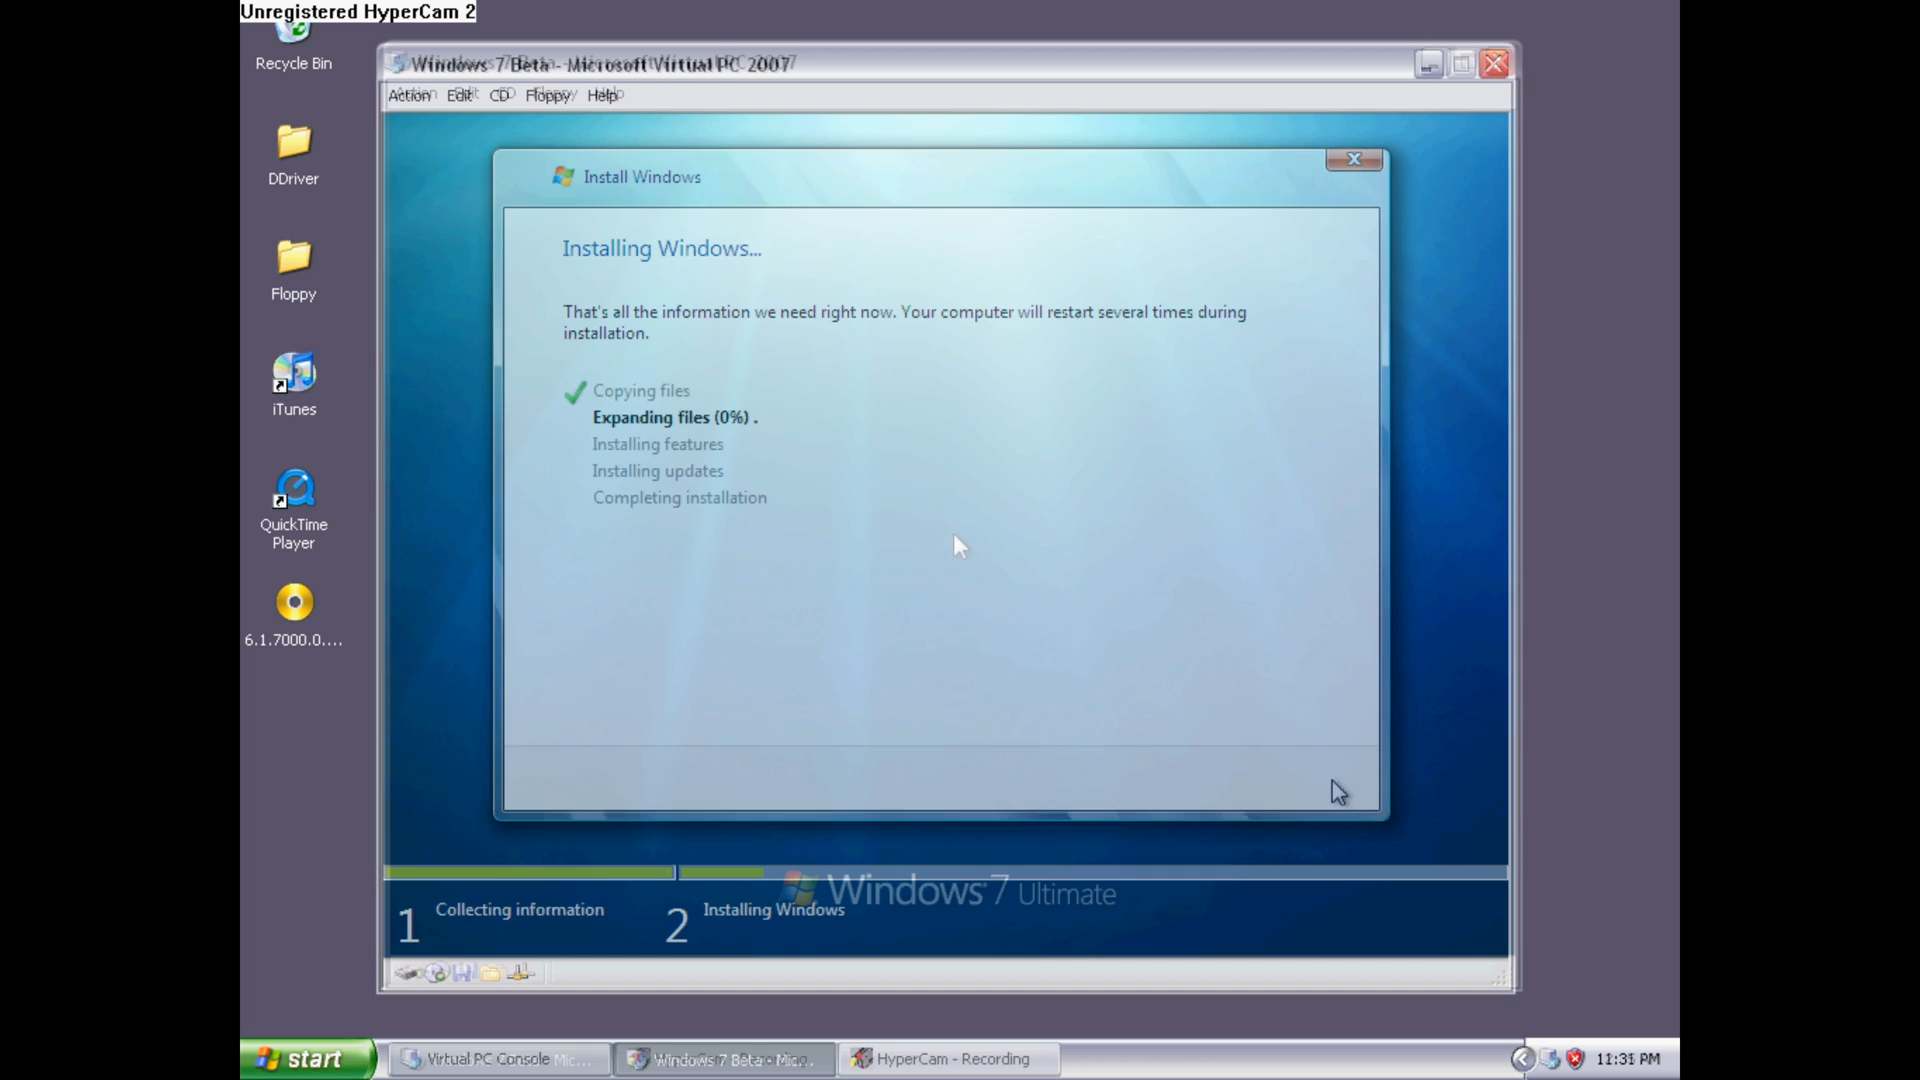 Unregistered HyperCam 2
Recycle Bin
Windows 7 Beta - Microsoft Virtual PC 2007
Action Edit CD Floppy Help
Install Windows
DDriver
Installing Windows...
Floppy
That's all the information we need right now. Your computer will restart several times during
installation.
Copying files
iTunes
Expanding files (0%) .
Installing features
Installing updates
Completing installation
QuickTime
Player
6.1.7000.0....
Windows 7 Ultimate
1 Collecting information
2 Installing Windows
start
Virtual PC Console
Windows 7 Beta - Mic...
HyperCam - Recording